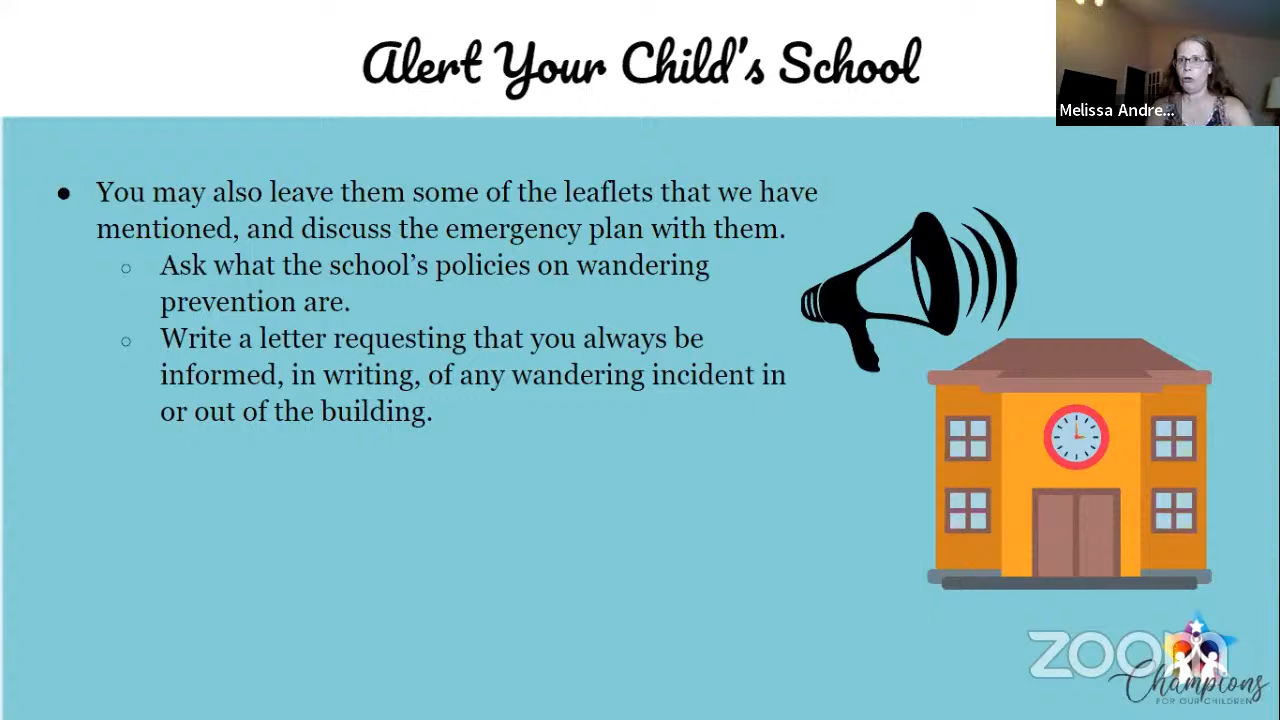 Alert Your Child's School
Melissa Andre...
● You may also leave them some of the leaflets that we have
mentioned, and discuss the emergency plan with them.
○ Ask what the school's policies on wandering
prevention are.
○ Write a letter requesting that you always be
informed, in writing, of any wandering incident in
or out of the building.
zoom
Champions
FOR OUR CHILDREN